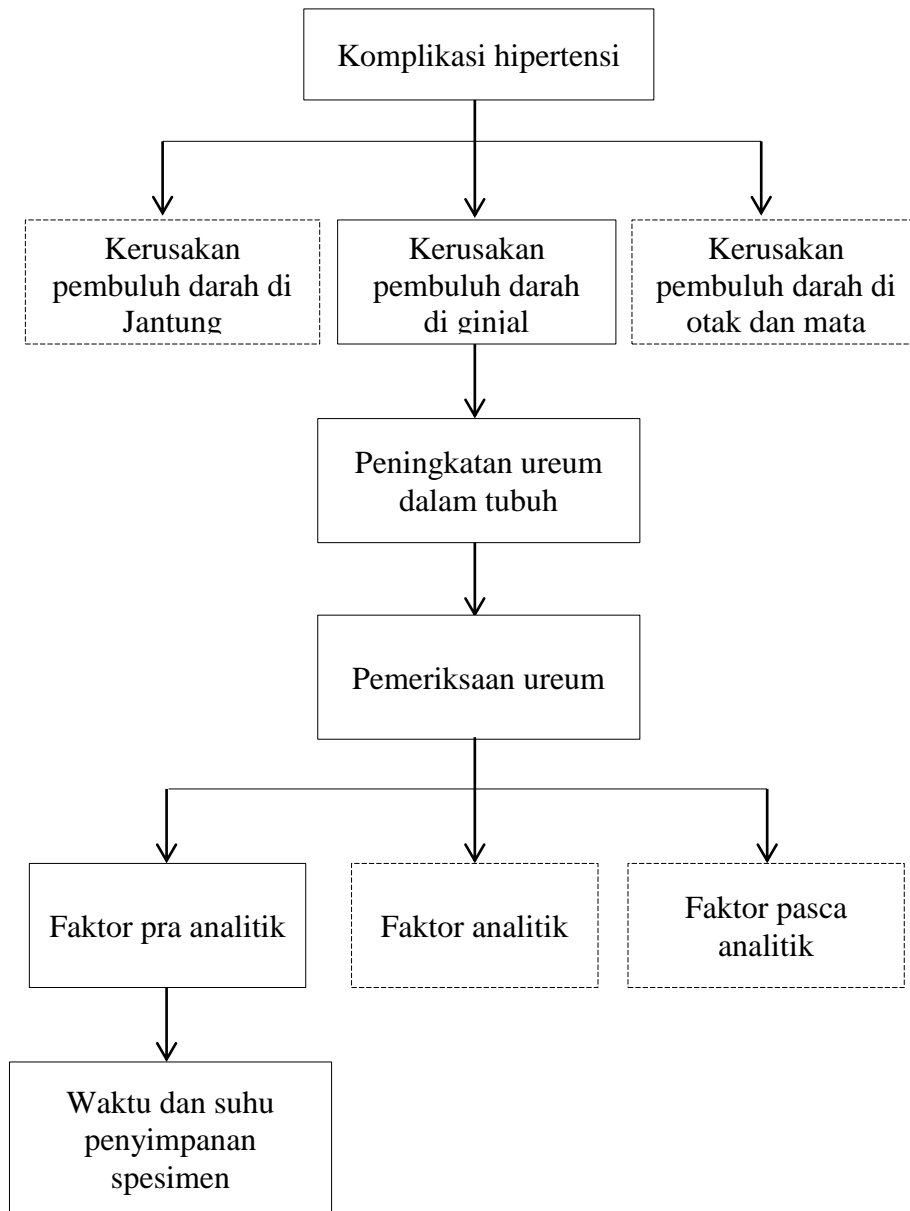 Komplikasi hipertensi
Kerusakan
pembuluh darah di
Jantung
Kerusakan
pembuluh darah
di ginjal
Kerusakan
pembuluh darah di
otak dan mata
Peningkatan ureum
dalam tubuh
Pemeriksaan ureum
Faktor pra analitik
Faktor analitik
Faktor pasca
analitik
Waktu dan suhu
penyimpanan
spesimen